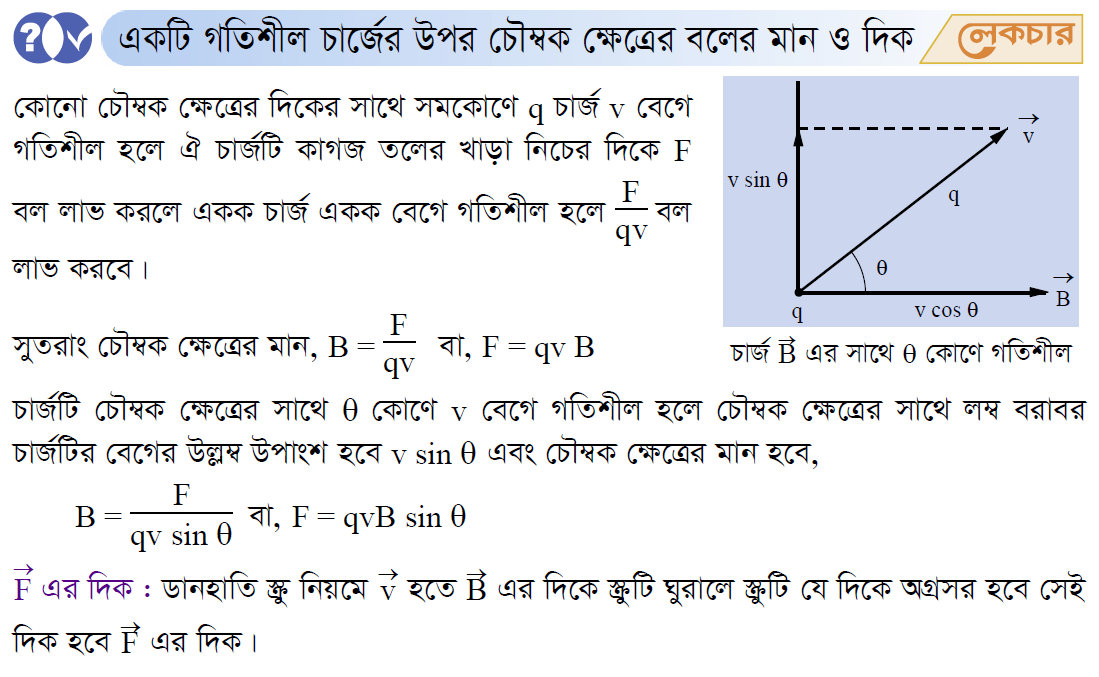 একটি গতিশীল চার্জের উপর চৌম্বক ক্ষেত্রের বলের মান ও দিক
লেকচার
কোনো চৌম্বক ক্ষেত্রের দিকের সাথে সমকোণে q চার্জ v বেগে
গতিশীল হলে ঐ চার্জটি কাগজ তলের খাড়া নিচের দিকে F
বল লাভ করলে একক চার্জ একক বেগে গতিশীল হলে F/qv বল
লাভ করবে।
সুতরাং চৌম্বক ক্ষেত্রের মান, B = F/qv বা, F = qv B
v⃗
v sin θ
q
θ
B⃗
q
v cos θ
চার্জ B⃗ এর সাথে θ কোণে গতিশীল
চার্জটি চৌম্বক ক্ষেত্রের সাথে θ কোণে v বেগে গতিশীল হলে চৌম্বক ক্ষেত্রের সাথে লম্ব বরাবর
চার্জটির বেগের উল্লম্ব উপাংশ হবে v sin θ এবং চৌম্বক ক্ষেত্রের মান হবে,
B = F/qv sin θ বা, F = qvB sin θ
F⃗ এর দিক : ডানহাতি স্ক্রু নিয়মে v⃗ হতে B⃗ এর দিকে স্ক্রুটি ঘুরালে স্ক্রুটি যে দিকে অগ্রসর হবে সেই
দিক হবে F⃗ এর দিক।